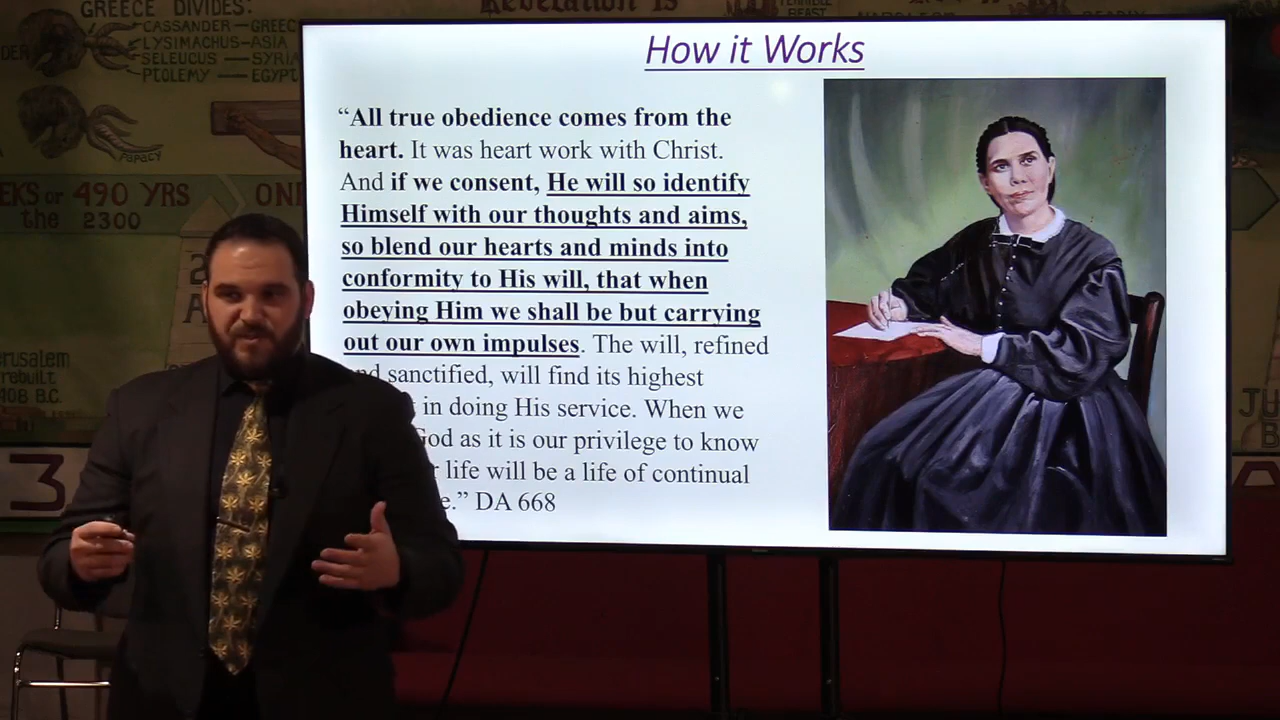 GREECE DIVIDES:
CASSANDER—GREECE
LYSIMACHUS—ASIA
SELEUCUS — SYRIA
PTOLEMY — EGYPT
PAPACY
Revelation is
BEAST
EKS or 490 YRS
the 2300
ON
erusalem
rebuilt
408 B.C.
3
How it Works
“All true obedience comes from the
heart. It was heart work with Christ.
And if we consent, He will so identify
Himself with our thoughts and aims,
so blend our hearts and minds into
conformity to His will, that when
obeying Him we shall be but carrying
out our own impulses. The will, refined
nd sanctified, will find its highest
t in doing His service. When we
God as it is our privilege to know
r life will be a life of continual
e.” DA 668
JU